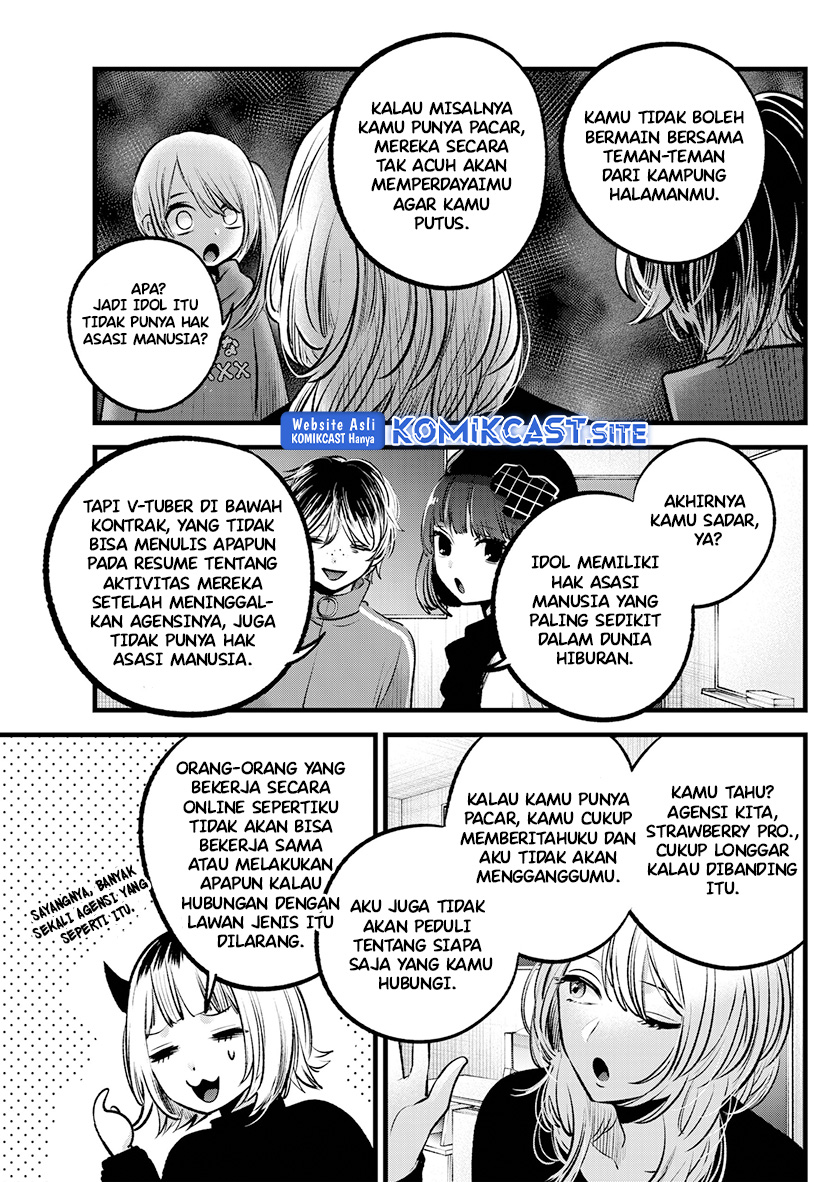 KAMU TIDAK BOLEH
BERMAIN BERSAMA
TEMAN-TEMAN
DARI KAMPUNG
HALAMANMU.
KALAU MISALNYA
KAMU PUNYA PACAR,
MEREKA SECARA
TAK ACUH AKAN
MEMPERDAYAIMU
AGAR KAMU
PUTUS.
APA?
JADI IDOL ITU
TIDAK PUNYA HAK
ASASI MANUSIA?
XXX
Website Asli
KOMIKCAST Hanya
KOMIKCAST.SITE
AKHIRNYA
KAMU SADAR,
YA?
IDOL MEMILIKI
HAK ASASI
MANUSIA YANG
PALING SEDIKIT
DALAM DUNIA
HIBURAN.
TAPI V-TUBER DI BAWAH
KONTRAK, YANG TIDAK
BISA MENULIS APAPUN
PADA RESUME TENTANG
AKTIVITAS MEREKA
SETELAH MENINGGAL-
KAN AGENSINYA, JUGA
TIDAK PUNYA HAK
ASASI MANUSIA.
KAMU TAHU?
AGENSI KITA,
STRAWBERRY PRO.,
CUKUP LONGGAR
KALAU DIBANDING
ITU.
KALAU KAMU PUNYA
PACAR, KAMU CUKUP
MEMBERITAHUKU DAN
AKU TIDAK AKAN
MENGGANGGUMU.
AKU JUGA TIDAK
AKAN PEDULI
TENTANG SIAPA
SAJA YANG KAMU
HUBUNGI.
ORANG-ORANG YANG
BEKERJA SECARA
ONLINE SEPERTIKU
TIDAK AKAN BISA
BEKERJA SAMA
ATAU MELAKUKAN
APAPUN KALAU
HUBUNGAN DENGAN
LAWAN JENIS ITU
DILARANG.
SAYANGNYA, BANYAK
SEKALI AGENSI YANG
SEPERTI ITU.